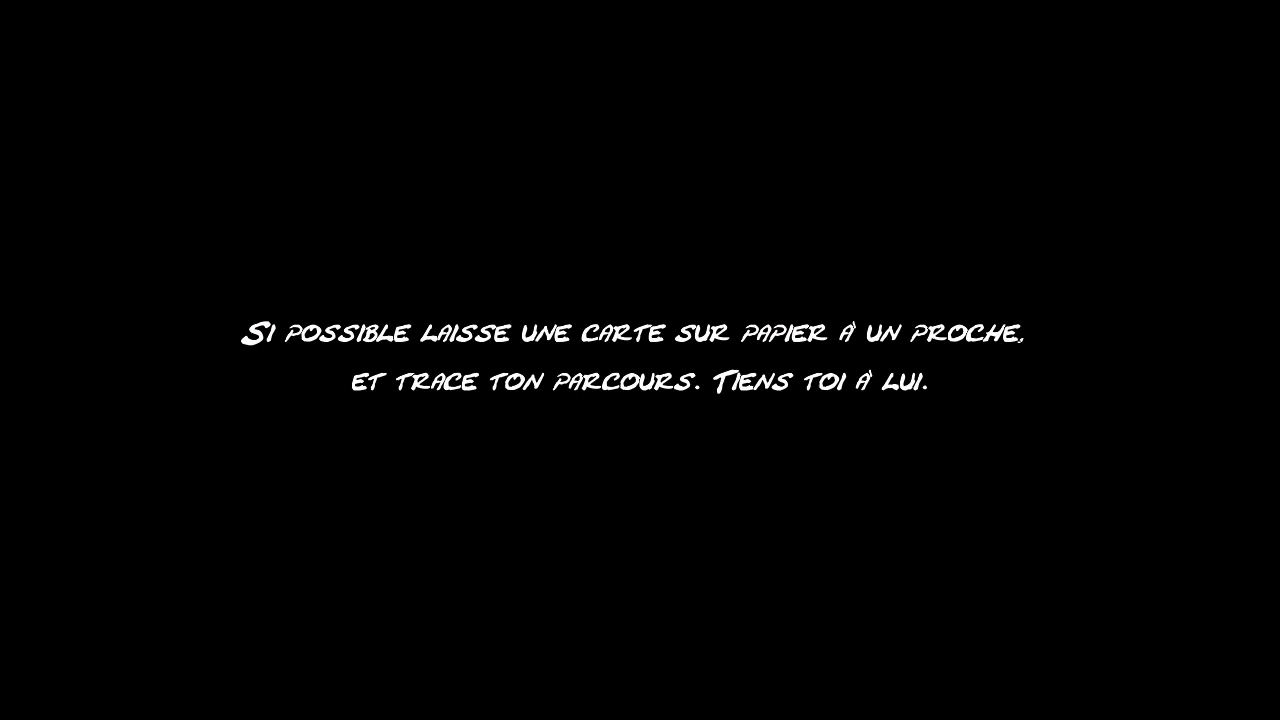 Si possible laisse une carte sur papier à un proche,
et trace ton parcours. Tiens toi à lui.